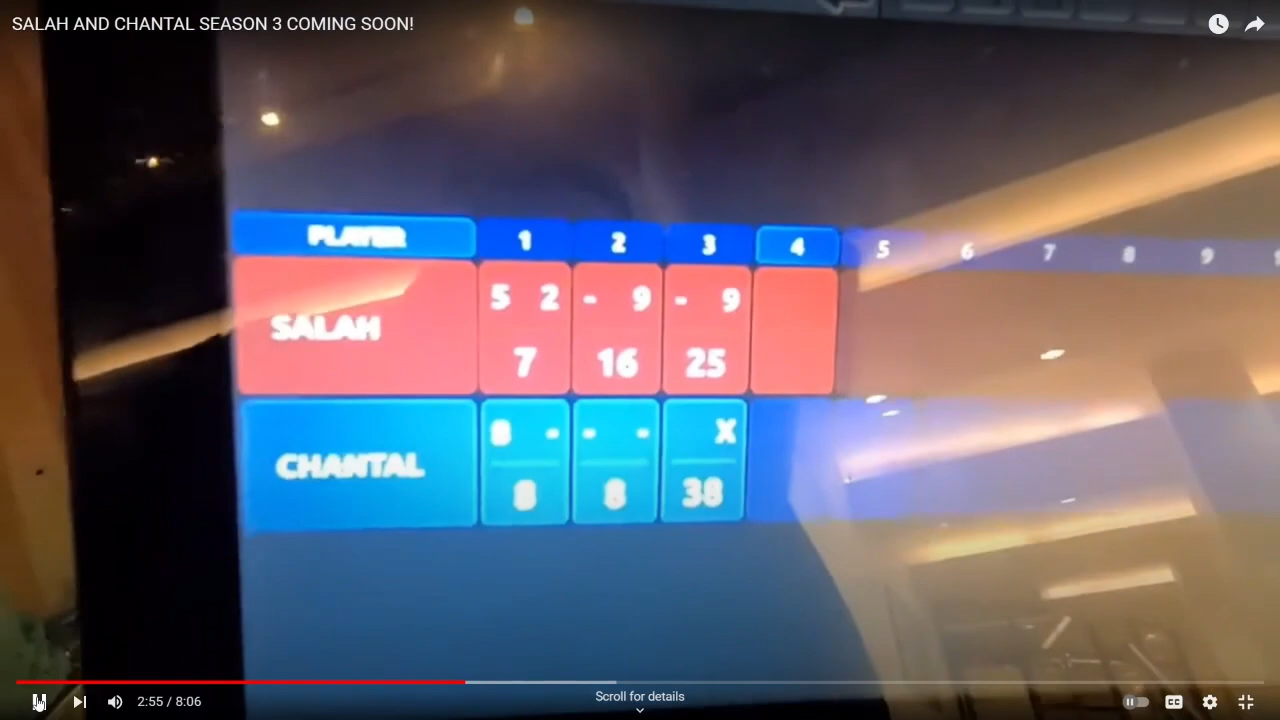 SALAH AND CHANTAL SEASON 3 COMING SOON!
PLAYER 1 2 3 4 5 6 7 8 9
SALAH 5 2 - 9 - 9
7 16 25
CHANTAL 8 - - - X
8 8 38
2:55 / 8:06
Scroll for details
CC